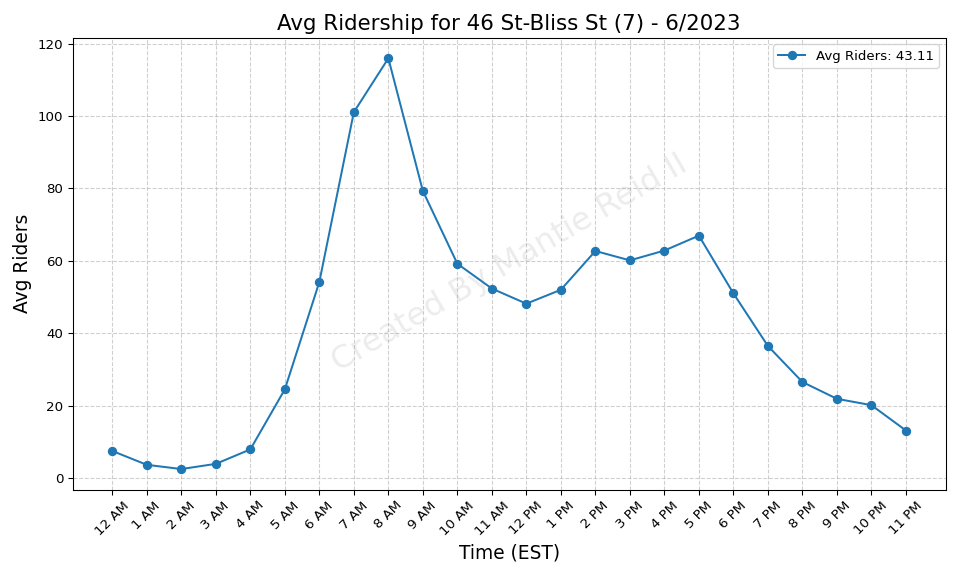 Avg Ridership for 46 St-Bliss St (7) - 6/2023
Avg Riders: 43.11
120
100
80
60
40
20
0
Avg Riders
Created By Mantie Reid II
12 AM
1 AM
2 AM
3 AM
4 AM
5 AM
6 AM
7 AM
8 AM
9 AM
10 AM
11 AM
12 PM
1 PM
2 PM
3 PM
4 PM
5 PM
6 PM
7 PM
8 PM
9 PM
10 PM
11 PM
Time (EST)